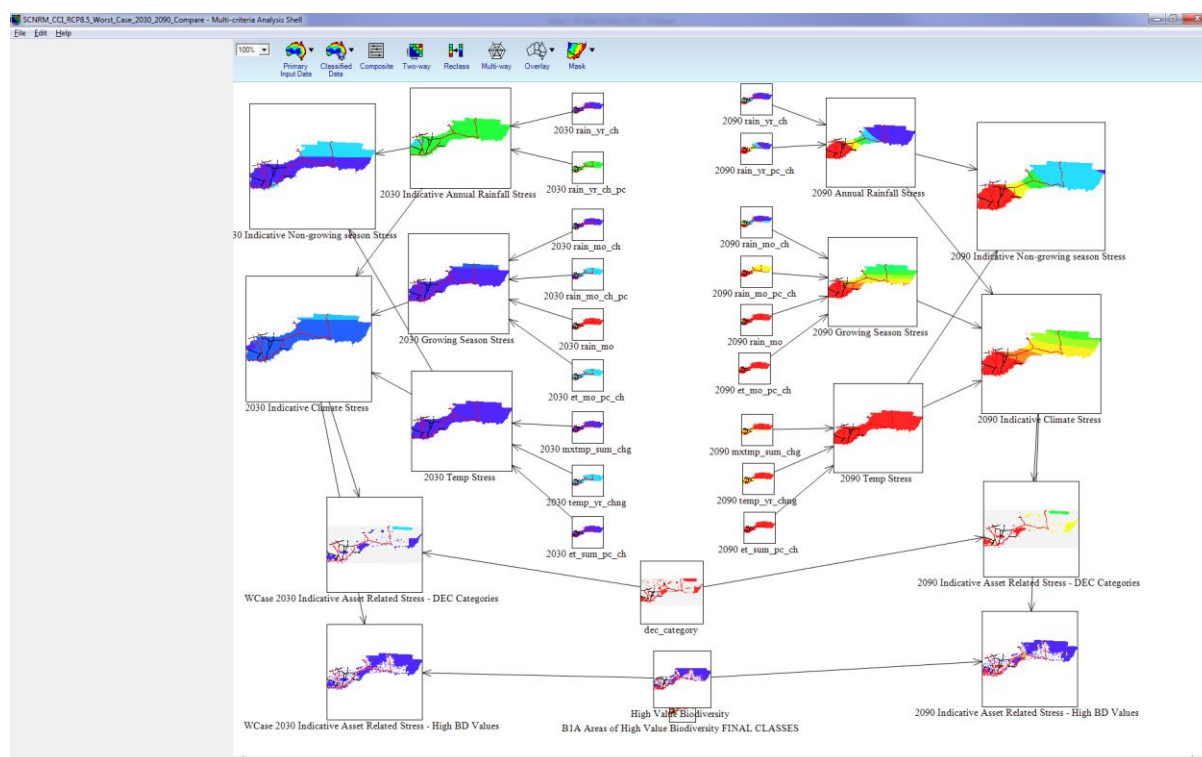 SCNRM_CCI_RCP8.5_Worst_Case_2030_2090_Compare - Multi-criteria Analysis Shell
File Edit Help
100%
Primary Input Data
Classified Data
Composite
Two-way
Reclass
Multi-way
Overlay
Mask
2030 rain_yr_ch
2030 rain_yr_ch_pc
2030 Indicative Annual Rainfall Stress
30 Indicative Non-growing season Stress
2030 rain_mo_ch
2030 rain_mo_ch_pc
2030 rain_mo
2030 Growing Season Stress
2030 et_mo_pc_ch
2030 Indicative Climate Stress
2030 mxtmp_sum_chg
2030 Temp Stress
2030 temp_yr_chng
2030 et_sum_pc_ch
2090 rain_yr_ch
2090 rain_yr_pc_ch
2090 Annual Rainfall Stress
2090 Indicative Non-growing season Stress
2090 rain_mo_ch
2090 rain_mo_pc_ch
2090 rain_mo
2090 Growing Season Stress
2090 et_mo_pc_ch
2090 Indicative Climate Stress
2090 mxtmp_sum_chg
2090 Temp Stress
2090 temp_yr_chng
2090 et_sum_pc_ch
WCase 2030 Indicative Asset Related Stress - DEC Categories
dec_category
2090 Indicative Asset Related Stress - DEC Categories
WCase 2030 Indicative Asset Related Stress - High BD Values
High Value Biodiversity
B1A Areas of High Value Biodiversity FINAL CLASSES
2090 Indicative Asset Related Stress - High BD Values